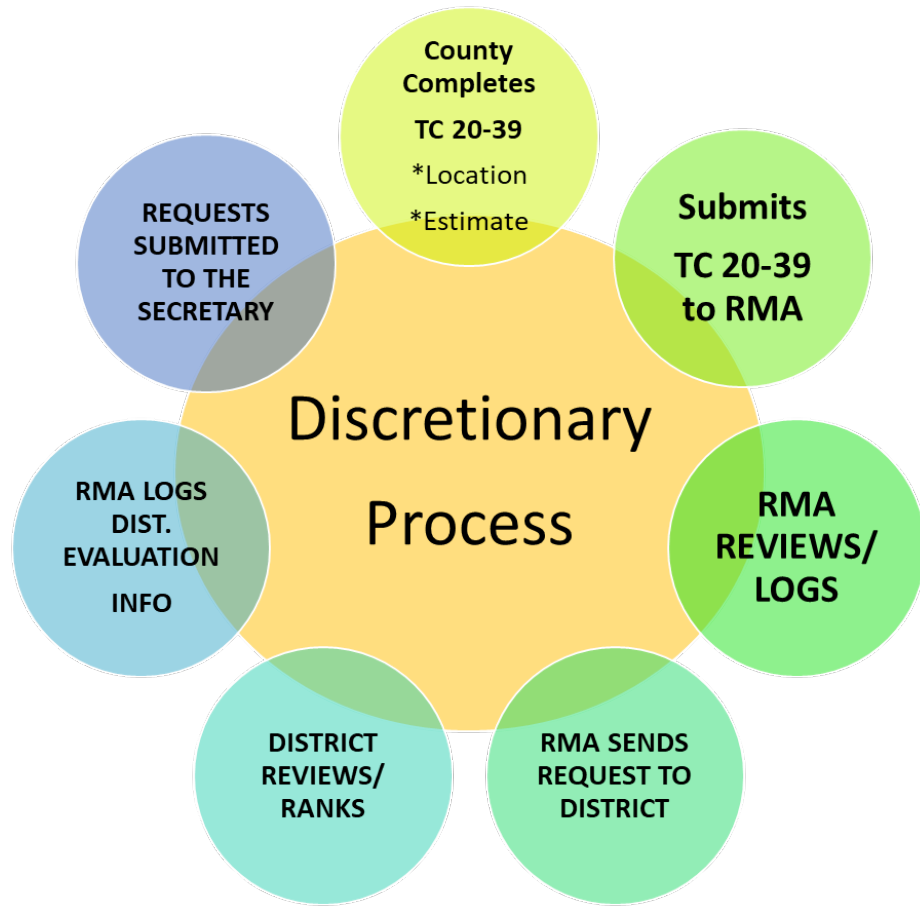 County
Completes
TC 20-39
*Location
*Estimate
Submits
TC 20-39
to RMA
RMA
REVIEWS/
LOGS
RMA SENDS
REQUEST TO
DISTRICT
DISTRICT
REVIEWS/
RANKS
RMA LOGS
DIST.
EVALUATION
INFO
REQUESTS
SUBMITTED
TO THE
SECRETARY
Discretionary
Process